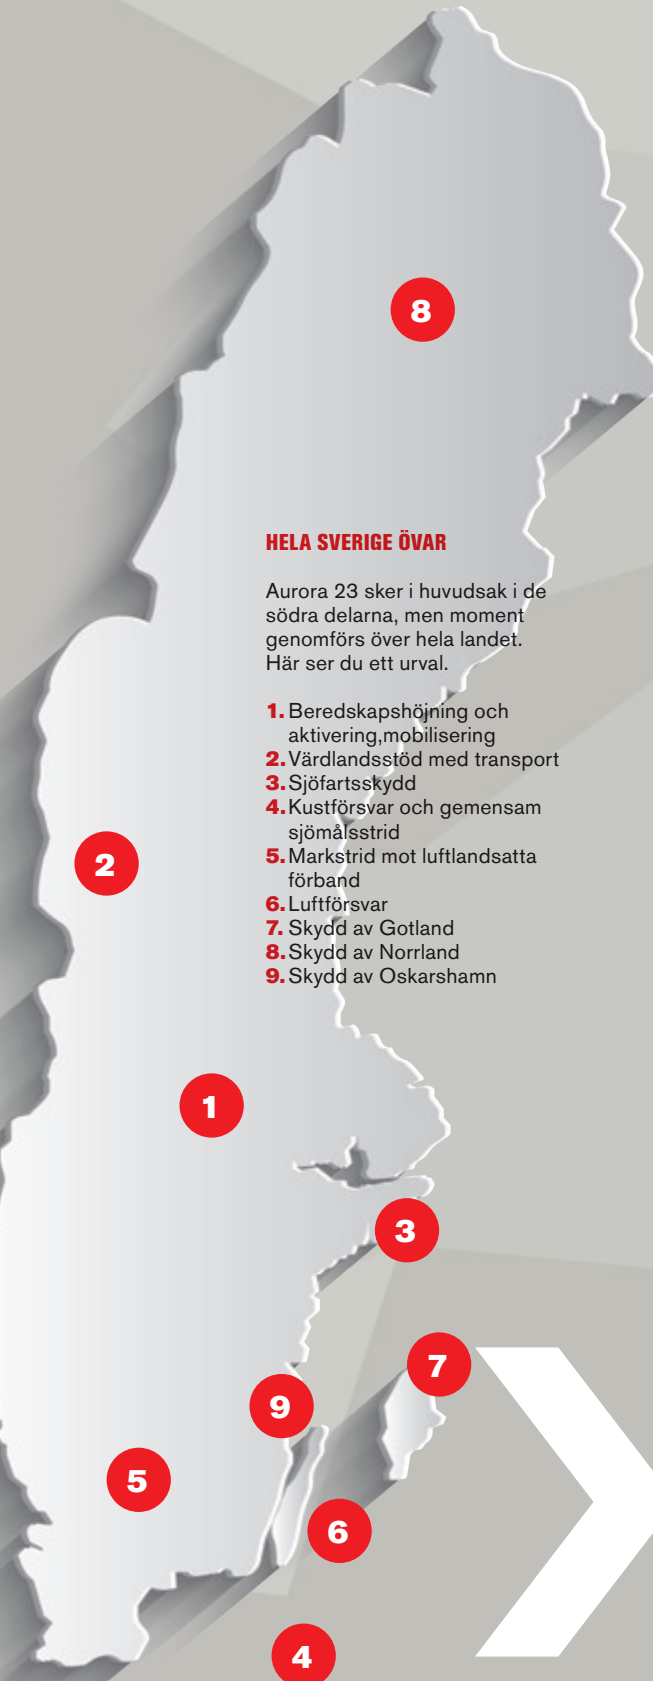 8
HELA SVERIGE ÖVAR
Aurora 23 sker i huvudsak i de
södra delarna, men moment
genomförs över hela landet.
Här ser du ett urval.
1. Beredskapshöjning och
aktivering,mobilisering
2. Värdlandsstöd med transport
3. Sjöfartsskydd
4. Kustförsvar och gemensam
sjömålsstrid
5. Markstrid mot luftlandsatta
förband
6. Luftförsvar
7. Skydd av Gotland
8. Skydd av Norrland
9. Skydd av Oskarshamn
2
1
3
7
9
5
6
4